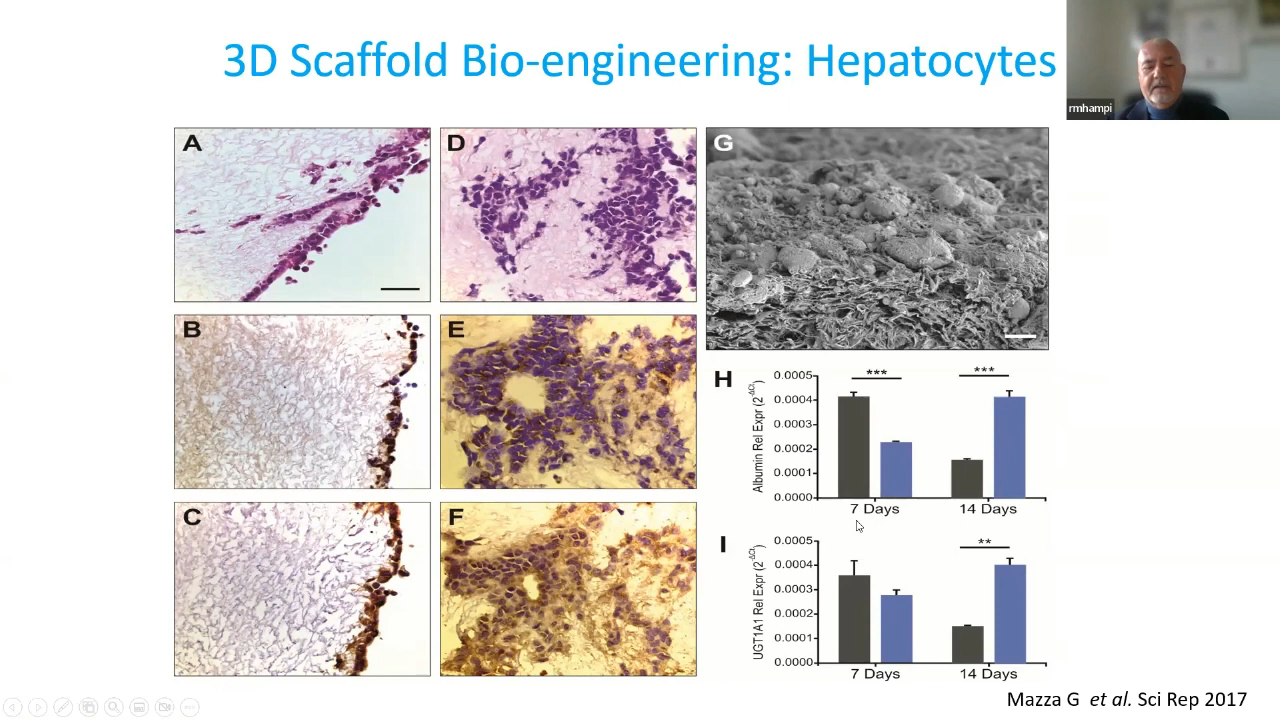 3D Scaffold Bio-engineering: Hepatocytes
rmhampi
A
D
G
B
E
C
F
H
Albumin Rel Expr (2^-ΔCt)
0.0005
0.0004
0.0003
0.0002
0.0001
0.0000
***
***
7 Days
14 Days
I
UGT1A1 Rel Expr (2^-ΔCt)
0.0005
0.0004
0.0003
0.0002
0.0001
0.0000
**
7 Days
14 Days
Mazza G et al. Sci Rep 2017